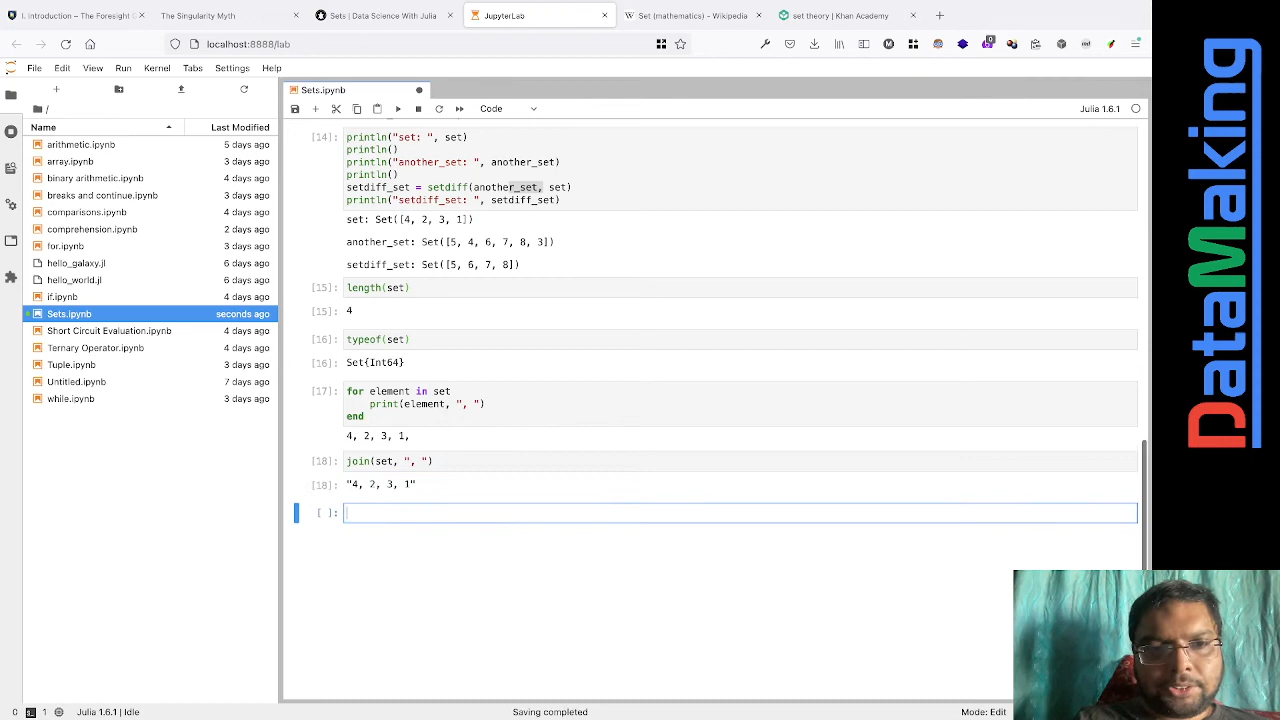 I. Introduction – The Foresight G
The Singularity Myth
Sets | Data Science With Julia
JupyterLab
Set (mathematics) - Wikipedia
set theory | Khan Academy
localhost:8888/lab
File Edit View Run Kernel Tabs Settings Help
Sets.ipynb
Code
Julia 1.6.1
/
Name Last Modified
arithmetic.ipynb 5 days ago
array.ipynb 3 days ago
binary arithmetic.ipynb 4 days ago
breaks and continue.ipynb 3 days ago
comparisons.ipynb 4 days ago
comprehension.ipynb 2 days ago
for.ipynb 3 days ago
hello_galaxy.jl 6 days ago
hello_world.jl 6 days ago
if.ipynb 4 days ago
Sets.ipynb seconds ago
Short Circuit Evaluation.ipynb 4 days ago
Ternary Operator.ipynb 4 days ago
Tuple.ipynb 3 days ago
Untitled.ipynb 7 days ago
while.ipynb 3 days ago
[14]: println("set: ", set)
println()
println("another_set: ", another_set)
println()
setdiff_set = setdiff(another_set, set)
println("setdiff_set: ", setdiff_set)
set: Set([4, 2, 3, 1])
another_set: Set([5, 4, 6, 7, 8, 3])
setdiff_set: Set([5, 6, 7, 8])
[15]: length(set)
[15]: 4
[16]: typeof(set)
[16]: Set{Int64}
[17]: for element in set
print(element, ", ")
end
4, 2, 3, 1,
[18]: join(set, ", ")
[18]: "4, 2, 3, 1"
[ ]:
0 1 Julia 1.6.1 | Idle
Saving completed
Mode: Edit
DataMaking